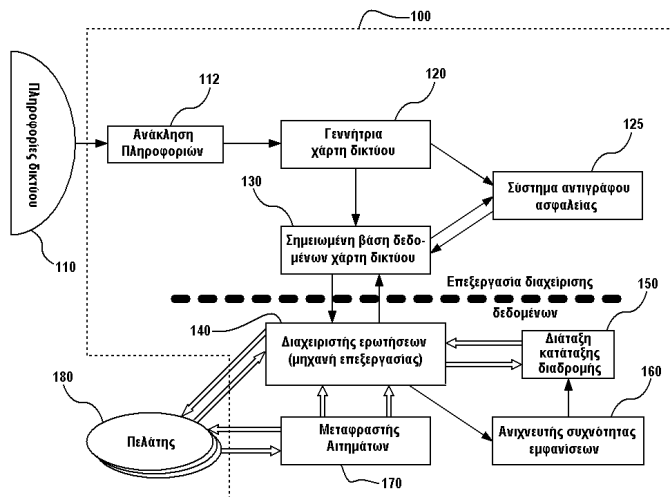 100
Πληροφορίες δικτύου
110
112
Ανάκληση
Πληροφοριών
120
Γεννήτρια
χάρτη δικτύου
125
Σύστημα αντιγράφου
ασφαλείας
130
Σημειωμένη βάση δεδο-
μένων χάρτη δικτύου
Επεξεργασία διαχείρισης
δεδομένων
140
Διαχειριστής ερωτήσεων
(μηχανή επεξεργασίας)
150
Διάταξη
κατάταξης
διαδρομής
160
Ανιχνευτής συχνότητας
εμφανίσεων
180
Πελάτης
Μεταφραστής
Αιτημάτων
170